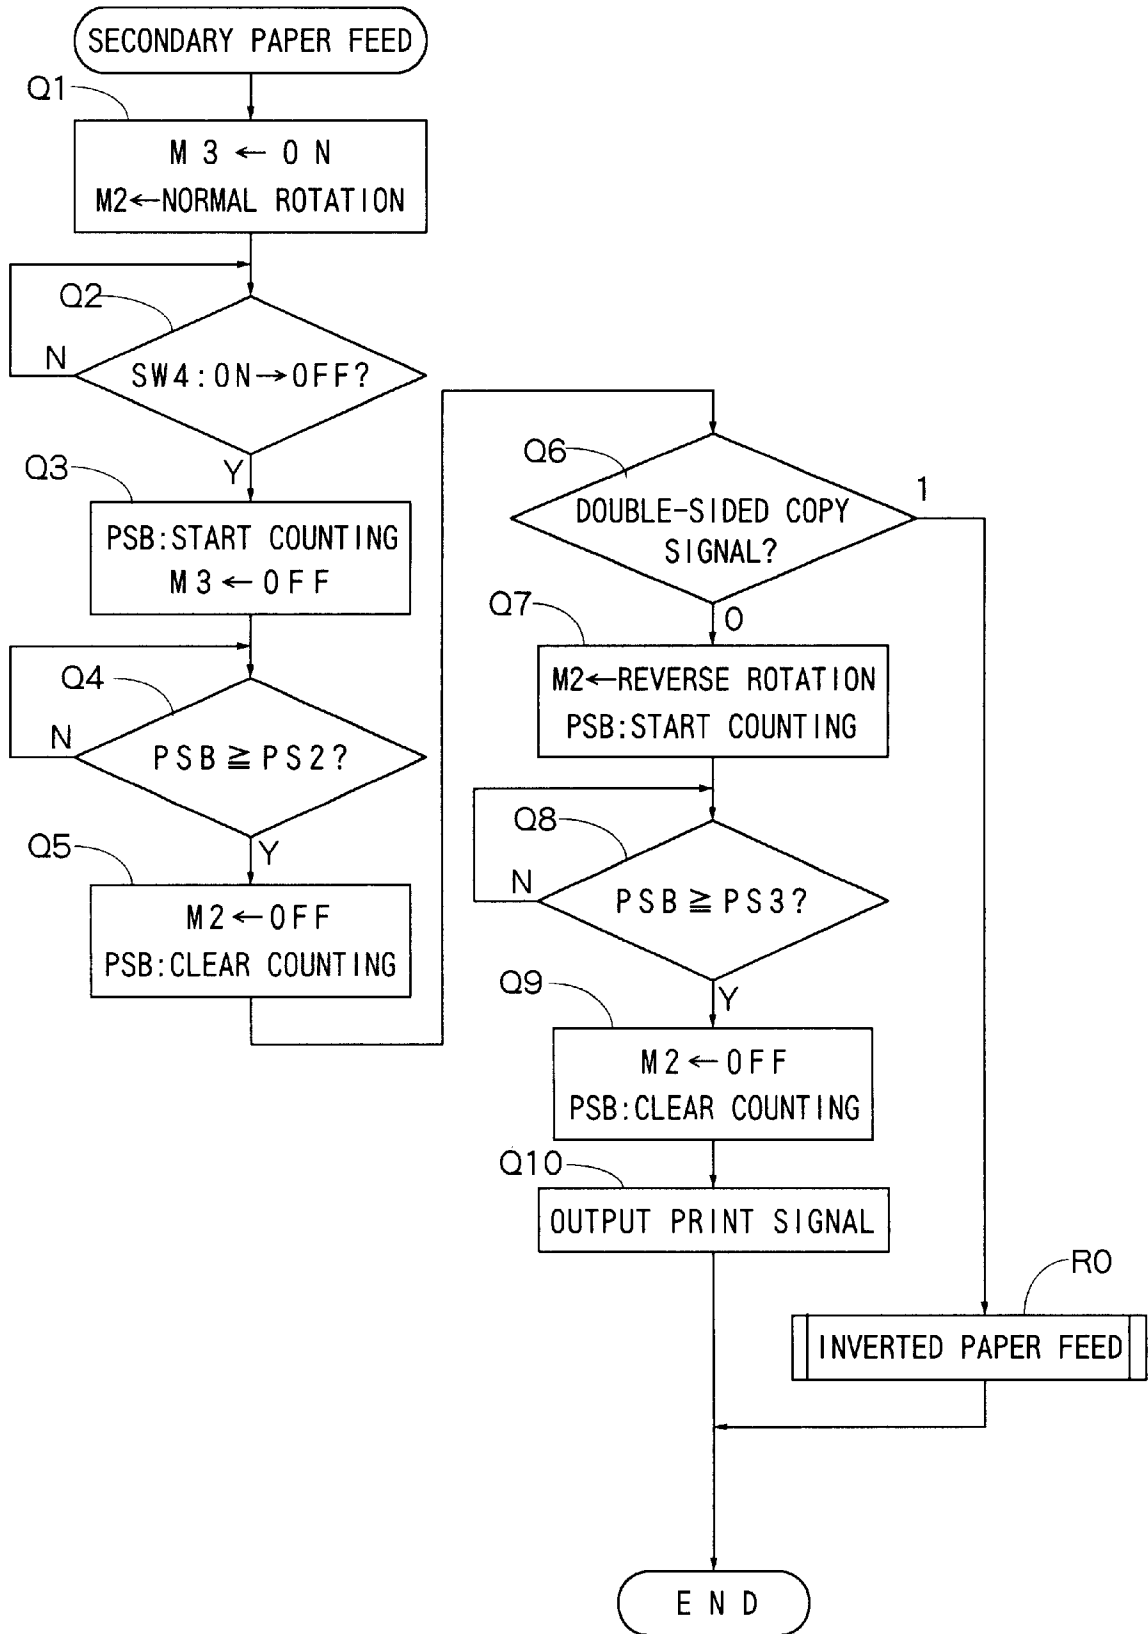 SECONDARY PAPER FEED
Q1
M3←ON
M2←NORMAL ROTATION
Q2
N
SW4:ON→OFF?
Y
Q3
PSB:START COUNTING
M3←OFF
Q4
N
PSB≧PS2?
Y
Q5
M2←OFF
PSB:CLEAR COUNTING
Q6
1
DOUBLE-SIDED COPY
SIGNAL?
0
Q7
M2←REVERSE ROTATION
PSB:START COUNTING
Q8
N
PSB≧PS3?
Y
Q9
M2←OFF
PSB:CLEAR COUNTING
Q10
OUTPUT PRINT SIGNAL
R0
INVERTED PAPER FEED
END